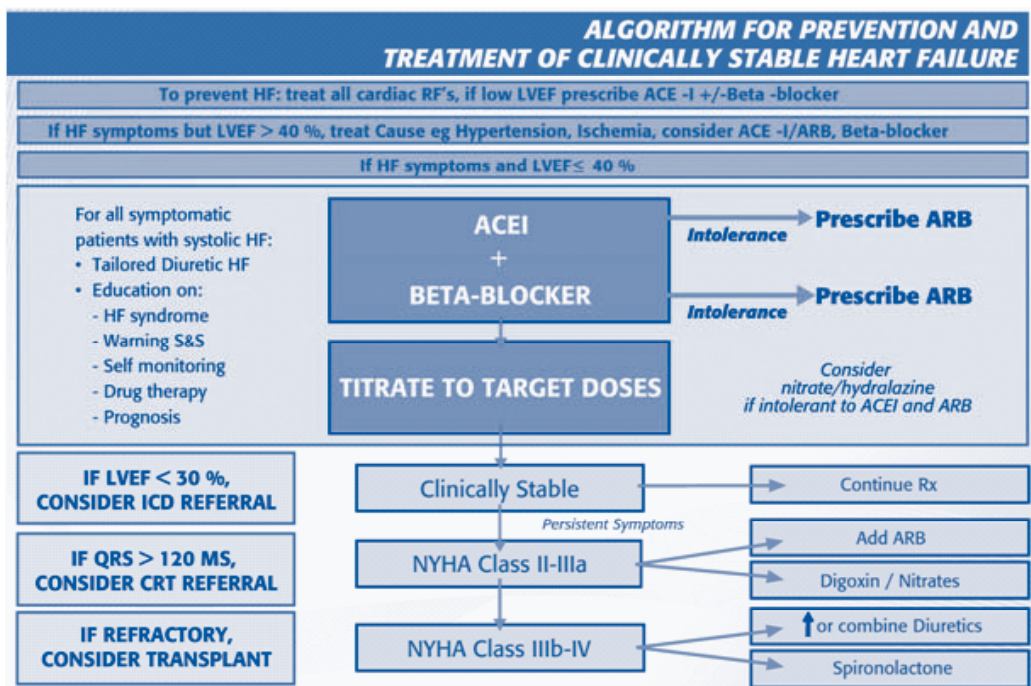 ALGORITHM FOR PREVENTION AND
TREATMENT OF CLINICALLY STABLE HEART FAILURE
To prevent HF: treat all cardiac RF's, if low LVEF prescribe ACE -I +/-Beta -blocker
If HF symptoms but LVEF > 40 %, treat Cause eg Hypertension, Ischemia, consider ACE -I/ARB, Beta-blocker
If HF symptoms and LVEF≤ 40 %
For all symptomatic
patients with systolic HF:
• Tailored Diuretic HF
• Education on:
- HF syndrome
- Warning S&S
- Self monitoring
- Drug therapy
- Prognosis
ACEI
+
BETA-BLOCKER
Intolerance
Prescribe ARB
Intolerance
Prescribe ARB
TITRATE TO TARGET DOSES
Consider
nitrate/hydralazine
if intolerant to ACEI and ARB
IF LVEF < 30 %,
CONSIDER ICD REFERRAL
Clinically Stable
Continue Rx
Persistent Symptoms
IF QRS > 120 MS,
CONSIDER CRT REFERRAL
NYHA Class II-IIIa
Add ARB
Digoxin / Nitrates
IF REFRACTORY,
CONSIDER TRANSPLANT
NYHA Class IIIb-IV
⬆or combine Diuretics
Spironolactone